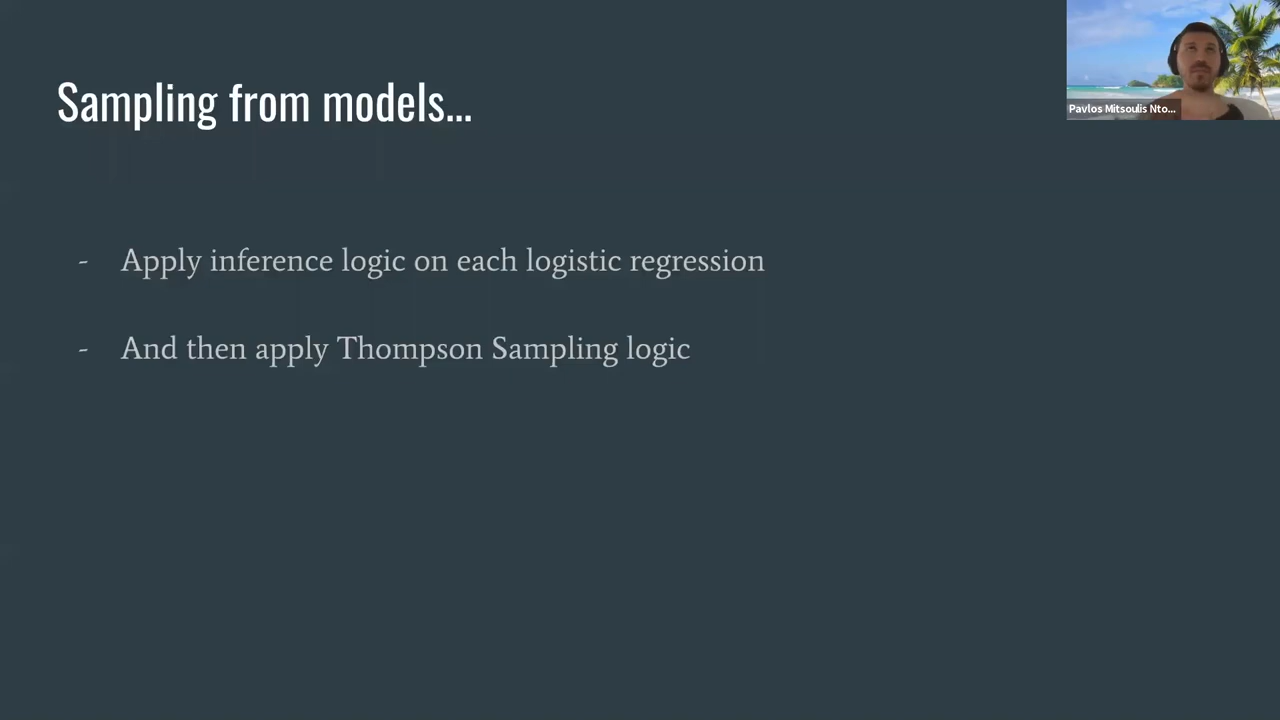 Sampling from models...
Pavlos Mitsoulis Nto...
- Apply inference logic on each logistic regression
- And then apply Thompson Sampling logic